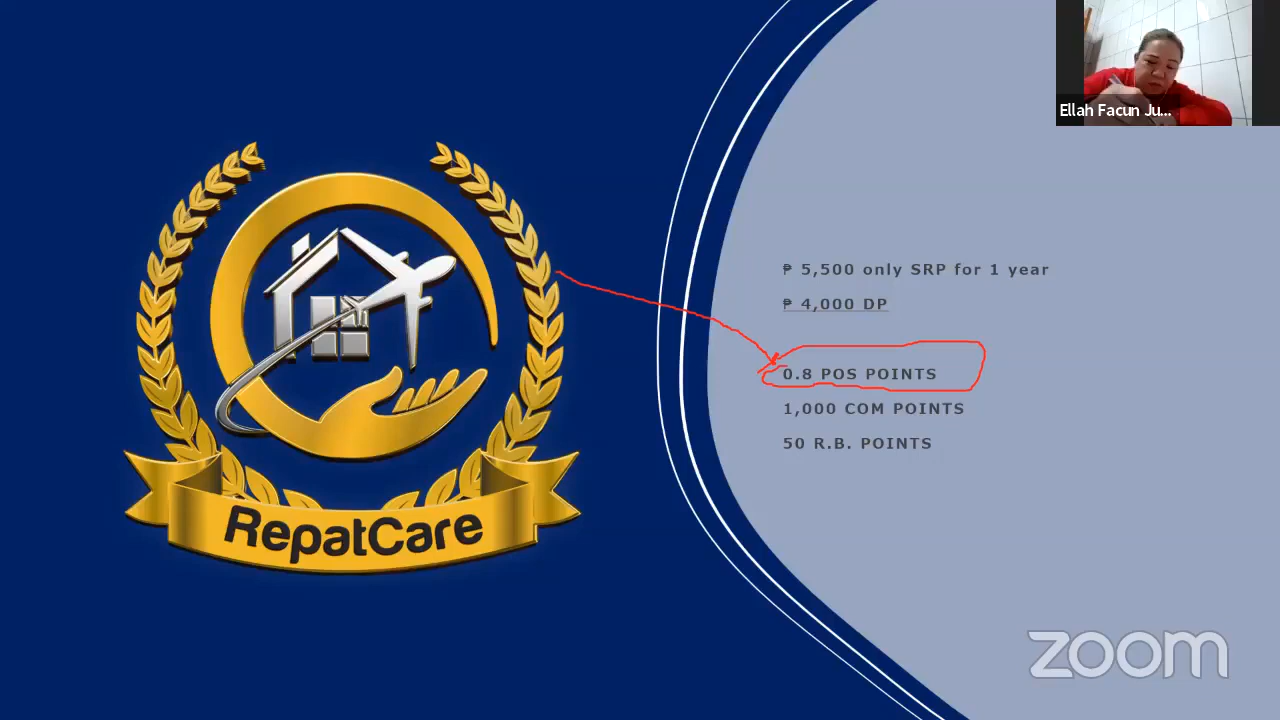 Ellah Facun Ju...
₱ 5,500 only SRP for 1 year
₱ 4,000 DP
0.8 POS POINTS
1,000 COM POINTS
50 R.B. POINTS
RepatCare
zoom